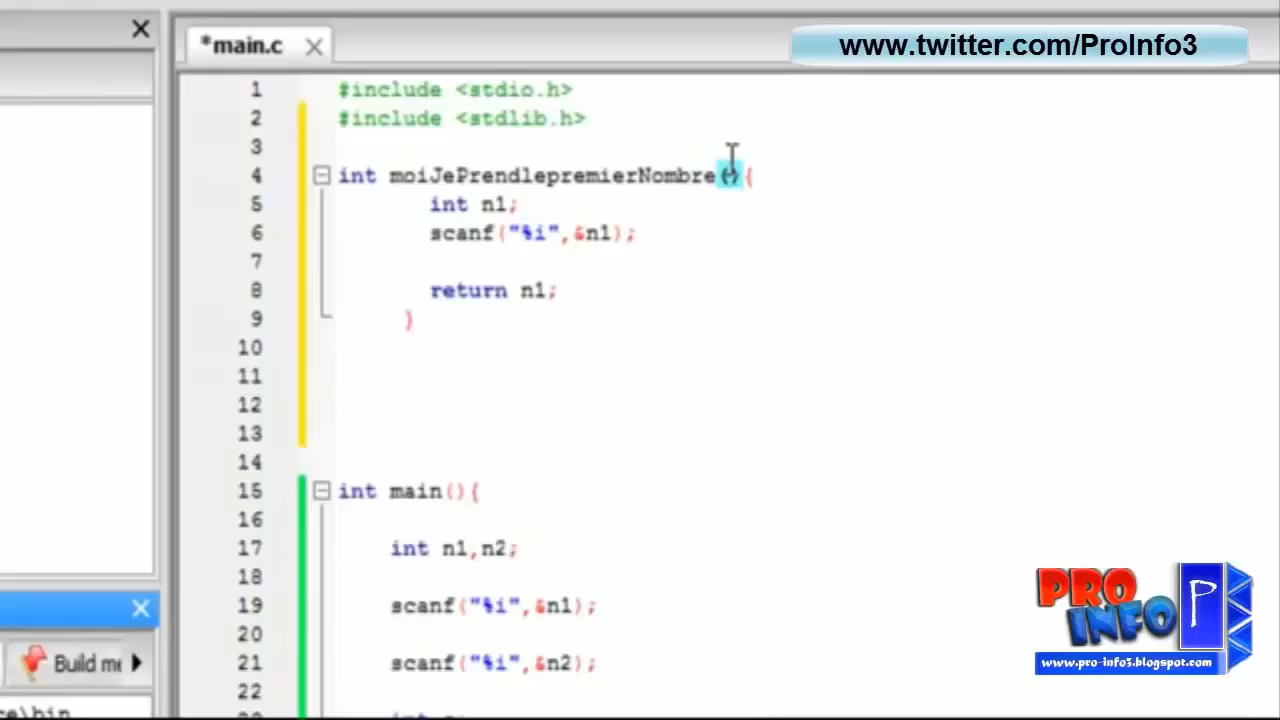 *main.c
www.twitter.com/ProInfo3
1 #include <stdio.h>
2 #include <stdlib.h>
3
4 int moiJePrendlepremierNombre(){
5 int n1;
6 scanf("%i",&n1);
7
8 return n1;
9 }
10
11
12
13
14
15 int main(){
16
17 int n1,n2;
18
19 scanf("%i",&n1);
20
21 scanf("%i",&n2);
22
Build me
PRO
INFO
P
www.pro-info3.blogspot.com